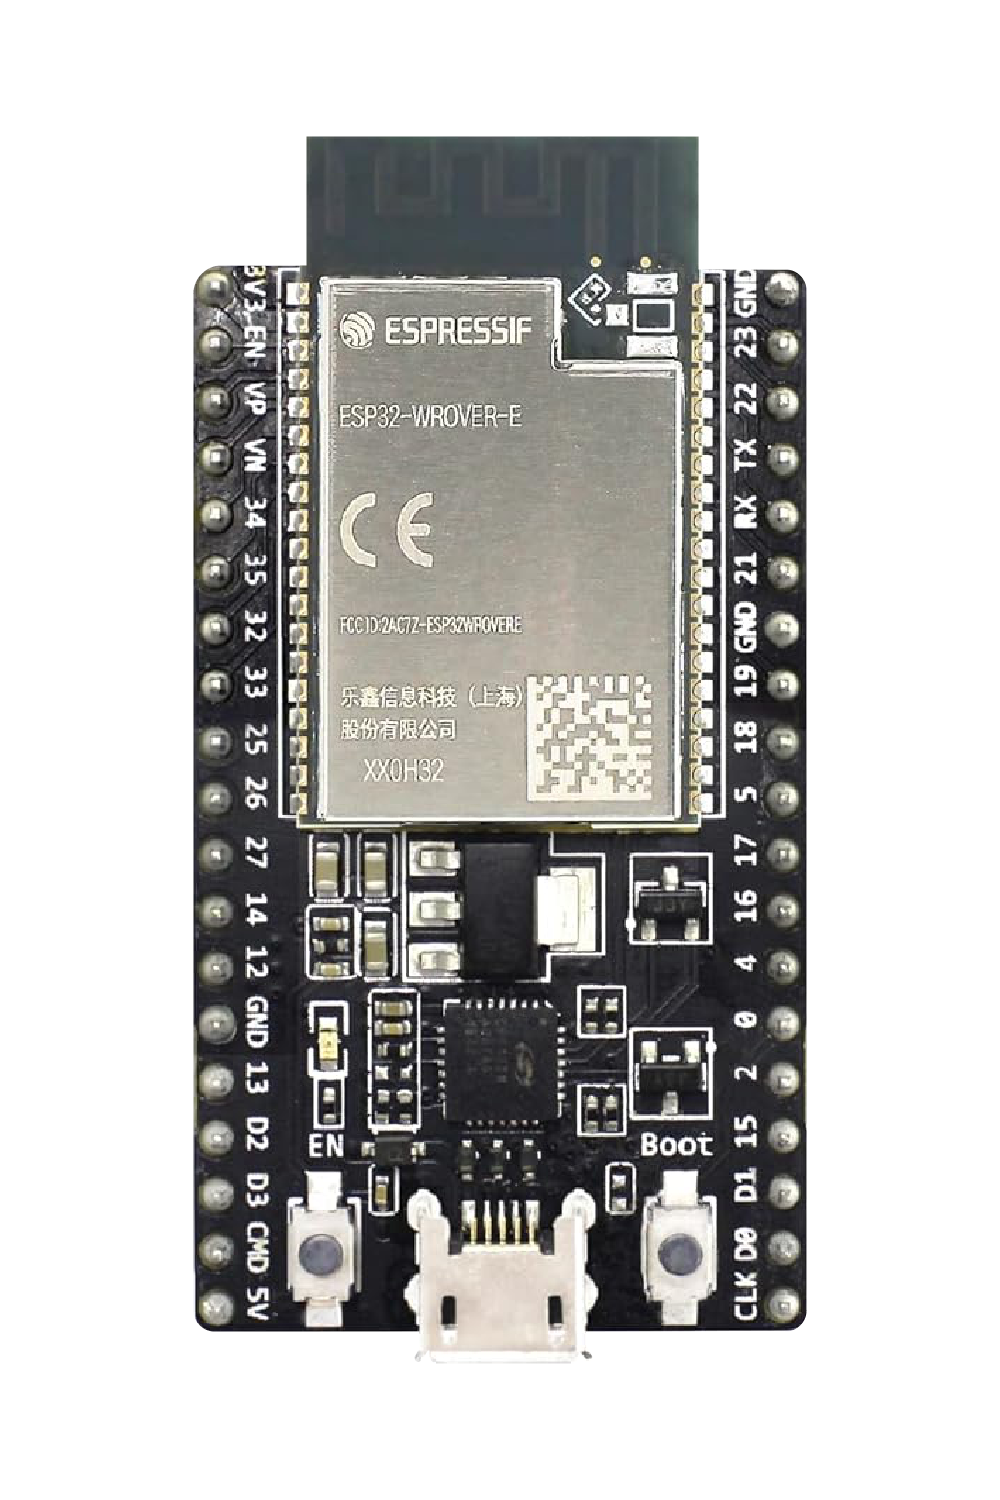 ESPRESSIF
ESP32-WROVER-E
CE
FCC ID:2AC7Z-ESP32WROVERE
乐鑫信息科技（上海）
股份有限公司
XX0H32
3V3
EN
VP
VN
34
35
32
33
25
26
27
14
12
GND
13
D2
D3
CMD
5V
GND
23
22
TX
RX
21
GND
19
18
5
17
16
4
0
2
15
D1
D0
CLK
EN
Boot